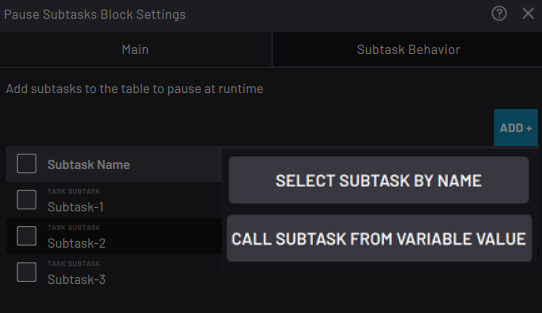 Pause Subtasks Block Settings
Main
Subtask Behavior
Add subtasks to the table to pause at runtime
ADD +
Subtask Name
SELECT SUBTASK BY NAME
TASK SUBTASK
Subtask-1
TASK SUBTASK
Subtask-2
CALL SUBTASK FROM VARIABLE VALUE
TASK SUBTASK
Subtask-3